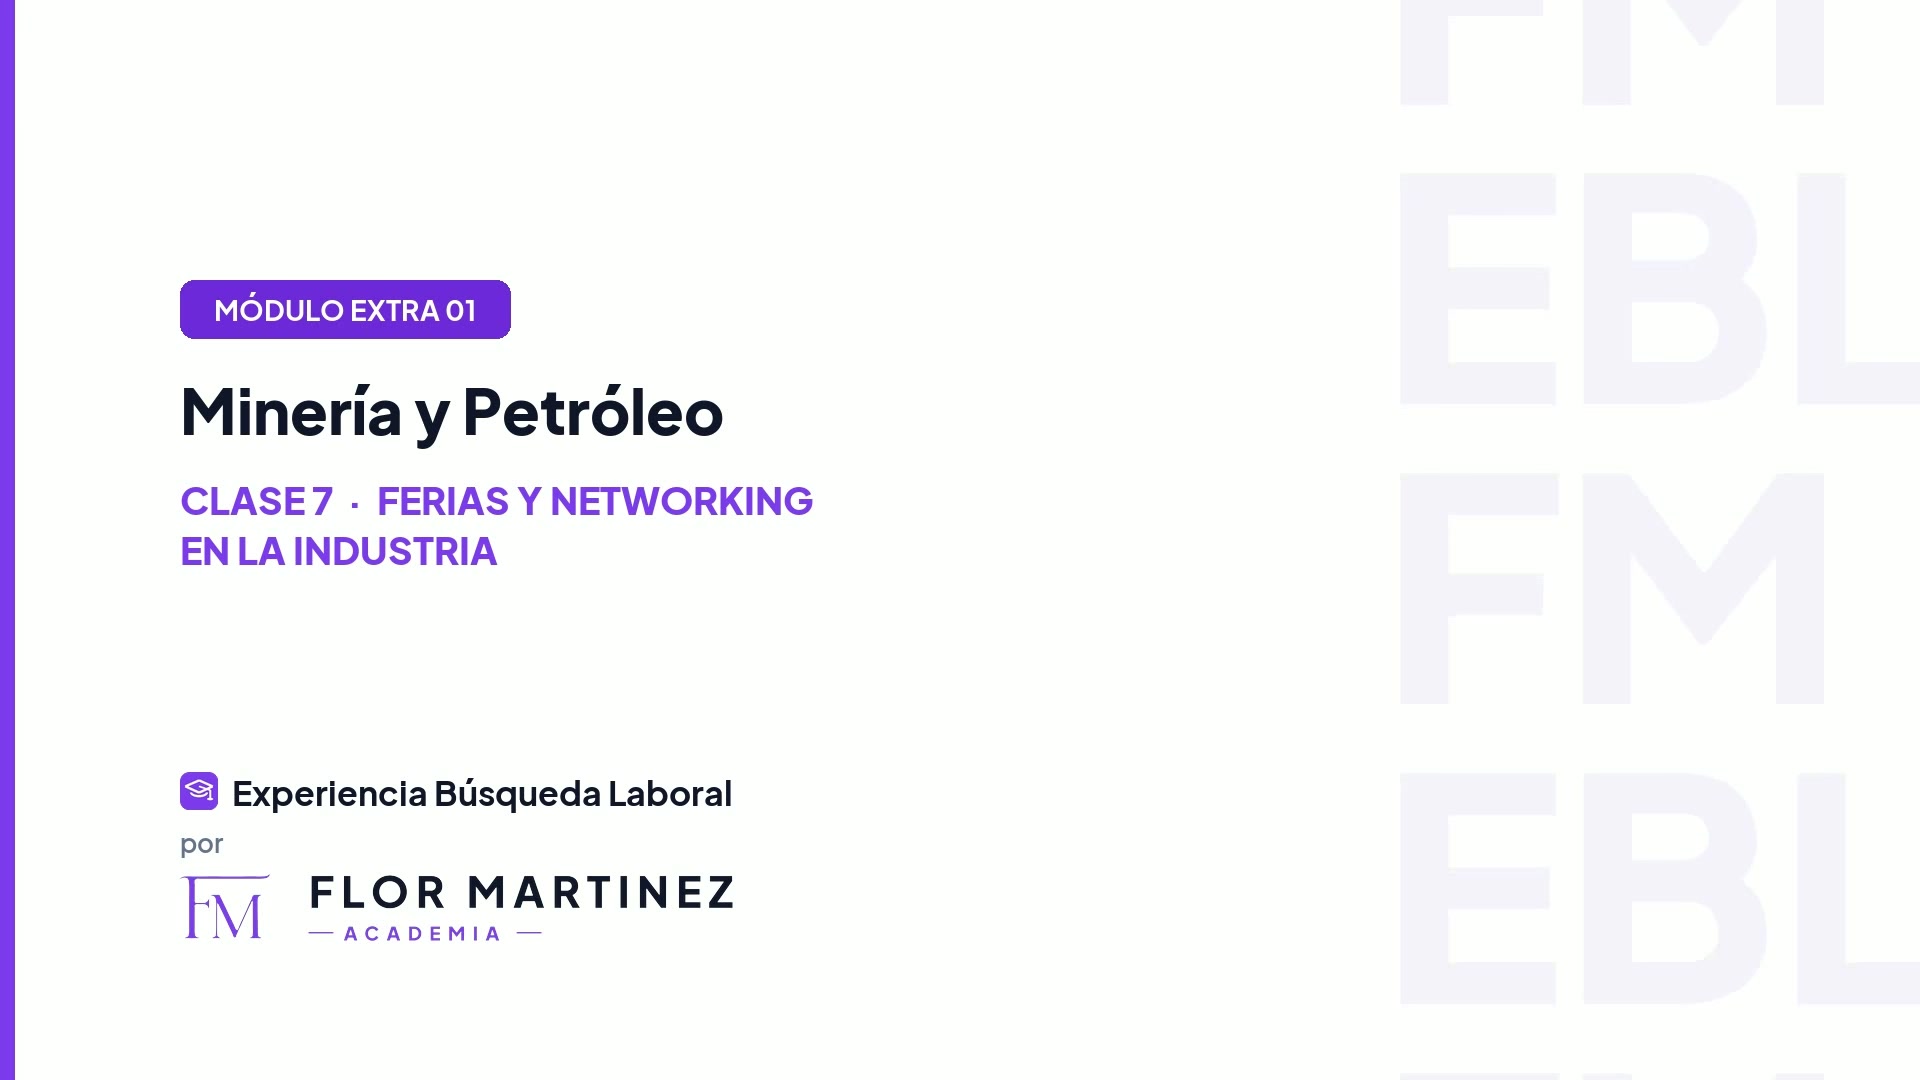 MÓDULO EXTRA 01
Minería y Petróleo
CLASE 7 · FERIAS Y NETWORKING
EN LA INDUSTRIA
Experiencia Búsqueda Laboral
por
FM FLOR MARTINEZ
ACADEMIA
FM
EBL
FM
EBL